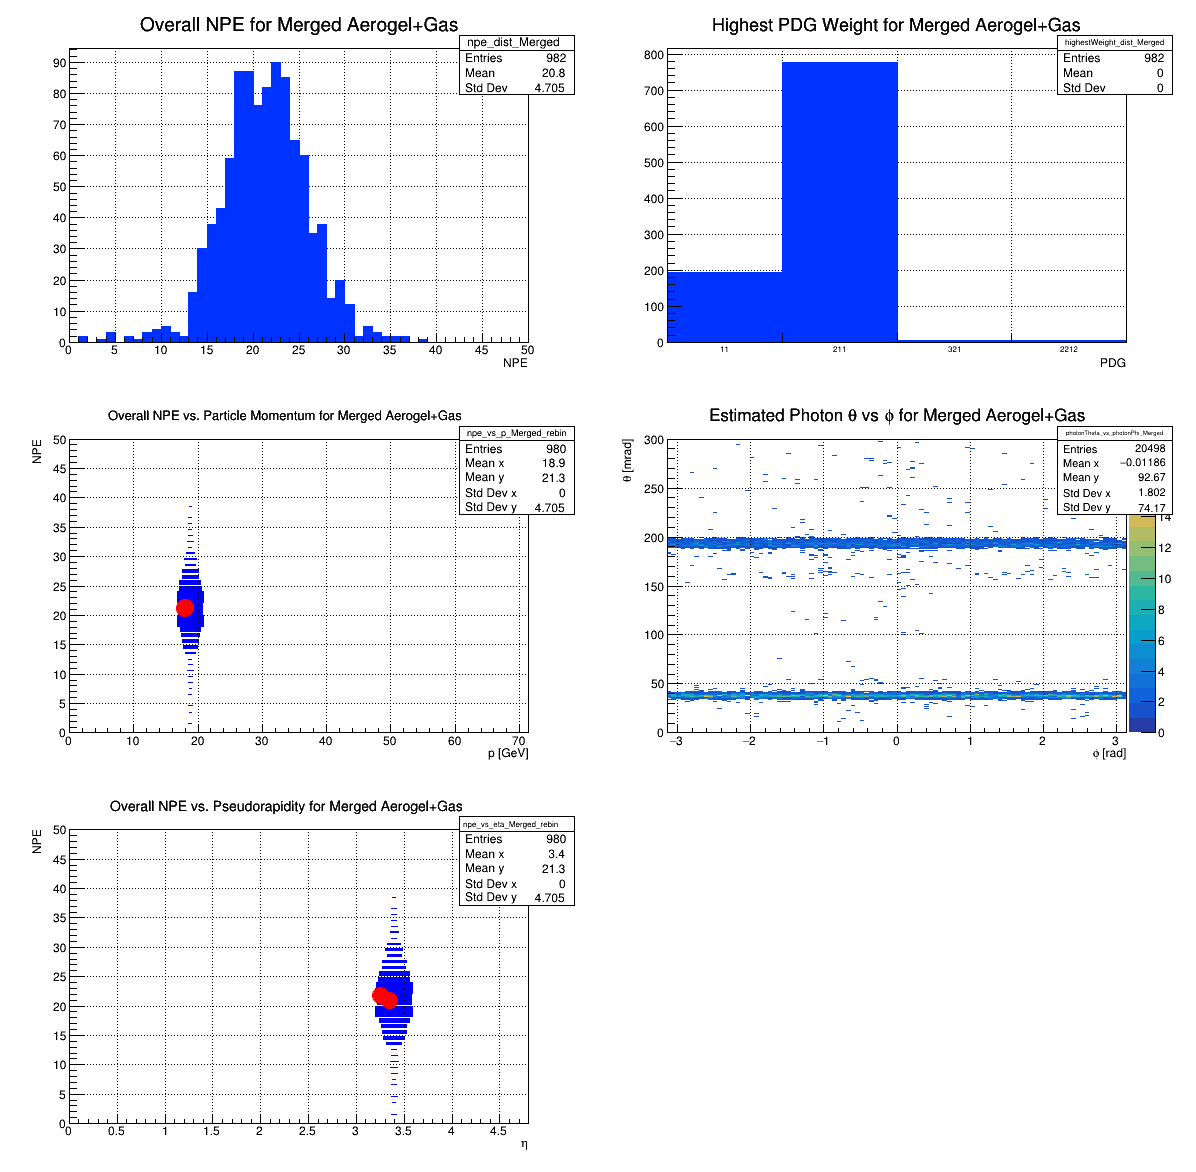 Overall NPE for Merged Aerogel+Gas
npe_dist_Merged
Entries 982
Mean 20.8
Std Dev 4.705
90
80
70
60
50
40
30
20
10
0
0 5 10 15 20 25 30 35 40 45 50
NPE
Highest PDG Weight for Merged Aerogel+Gas
highestWeight_dist_Merged
Entries 982
Mean 0
Std Dev 0
800
700
600
500
400
300
200
100
0
11 211 321 2212
PDG
Overall NPE vs. Particle Momentum for Merged Aerogel+Gas
npe_vs_p_Merged_rebin
Entries 980
Mean x 18.9
Mean y 21.3
Std Dev x 0
Std Dev y 4.705
NPE
50
45
40
35
30
25
20
15
10
5
0
0 10 20 30 40 50 60 70
p [GeV]
Estimated Photon θ vs ϕ for Merged Aerogel+Gas
photonTheta_vs_photonPhi_Merged
Entries 20498
Mean x −0.01186
Mean y 92.67
Std Dev x 1.802
Std Dev y 74.17
θ [mrad]
300
250
200
150
100
50
0
−3 −2 −1 0 1 2 3
ϕ [rad]
14
12
10
8
6
4
2
0
Overall NPE vs. Pseudorapidity for Merged Aerogel+Gas
npe_vs_eta_Merged_rebin
Entries 980
Mean x 3.4
Mean y 21.3
Std Dev x 0
Std Dev y 4.705
NPE
50
45
40
35
30
25
20
15
10
5
0
0 0.5 1 1.5 2 2.5 3 3.5 4 4.5
η